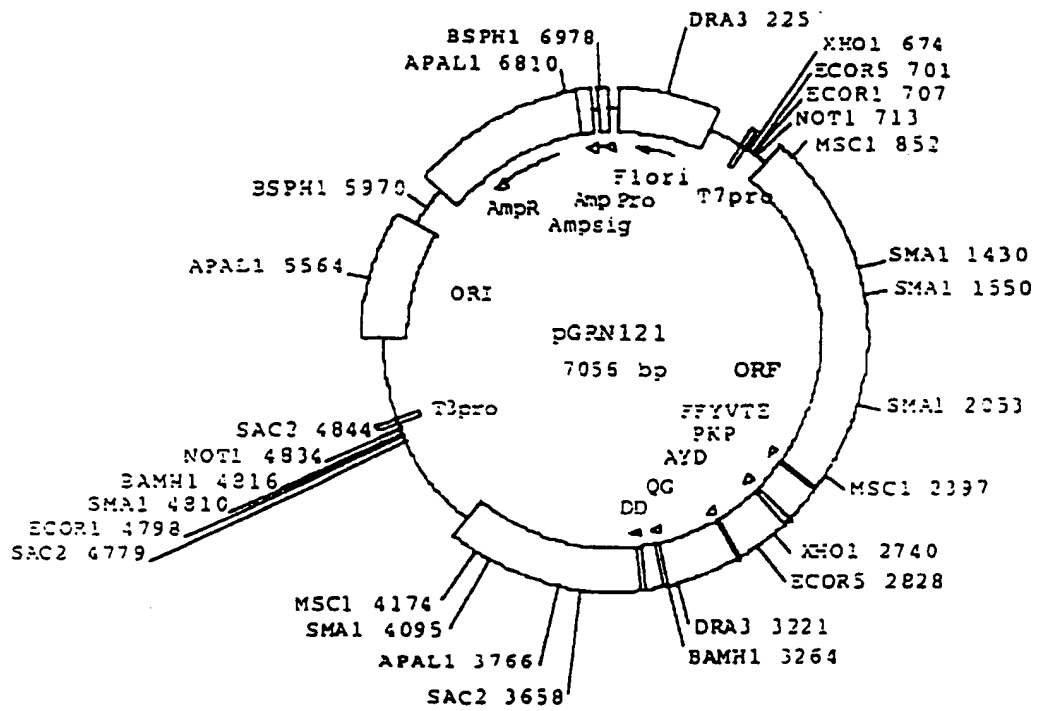 DRA3 225
BSPH1 6978
APAL1 6810
XHO1 674
ECOR5 701
ECOR1 707
NOT1 713
MSC1 852
BSPH1 5970
F1ori
T7pro
Amp Pro
AmpR
Ampsig
APAL1 5564
ORI
SMA1 1430
SMA1 1550
pGRN121
7056 bp
ORF
T3pro
FFYVTE
PKP
AYD
QG
DD
SMA1 2053
SAC2 4844
NOT1 4834
BAMH1 4816
SMA1 4810
ECOR1 4798
SAC2 4779
MSC1 2397
XHO1 2740
ECOR5 2828
MSC1 4174
SMA1 4095
APAL1 3766
SAC2 3658
DRA3 3221
BAMH1 3264